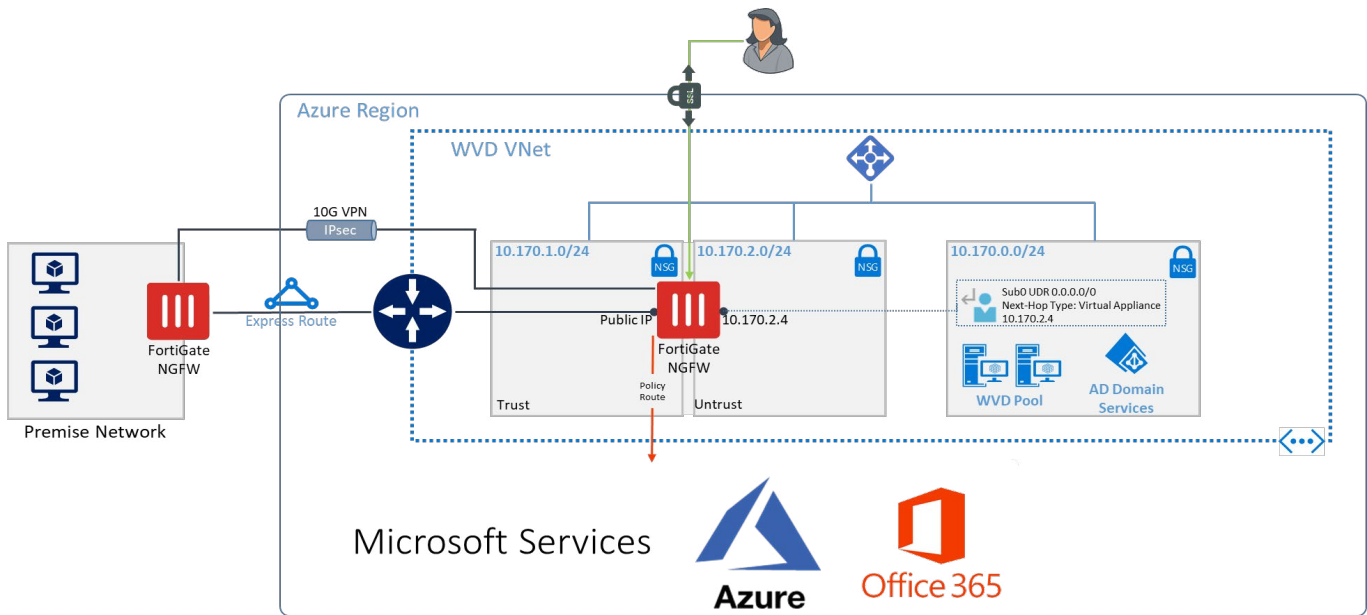 SSL
Azure Region
WVD VNet
10G VPN
IPsec
10.170.1.0/24
NSG
10.170.2.0/24
NSG
10.170.0.0/24
NSG
Sub0 UDR 0.0.0.0/0
Next-Hop Type: Virtual Appliance
10.170.2.4
Express Route
Public IP
10.170.2.4
FortiGate
NGFW
FortiGate
NGFW
Policy
Route
Trust
Untrust
WVD Pool
AD Domain
Services
Premise Network
Microsoft Services
Azure
Office 365